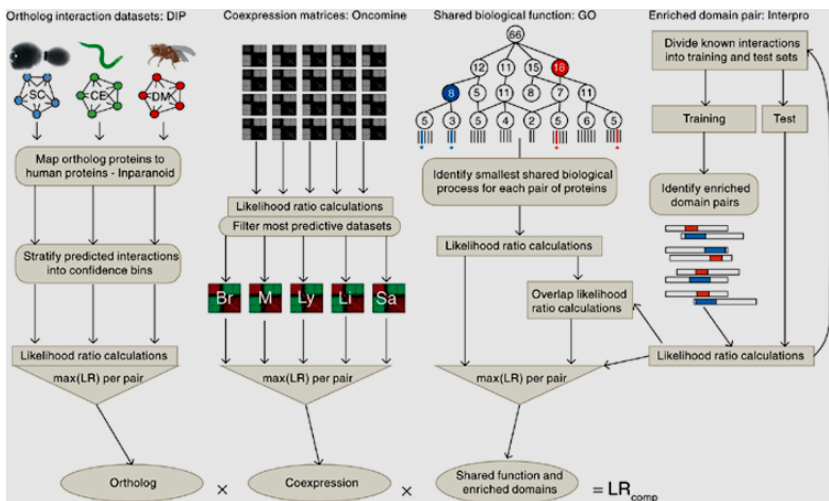 Ortholog interaction datasets: DIP
SC
CE
DM
Map ortholog proteins to
human proteins - Inparanoid
Stratify predicted interactions
into confidence bins
Likelihood ratio calculations
max(LR) per pair
Ortholog
×
Coexpression matrices: Oncomine
Likelihood ratio calculations
Filter most predictive datasets
Br M Ly Li Sa
max(LR) per pair
Coexpression
×
Shared biological function: GO
66
12 11 15 18
8 5 11 8 7 11
5 3 5 4 2 5 6 5
Identify smallest shared biological
process for each pair of proteins
Likelihood ratio calculations
Overlap likelihood
ratio calculations
max(LR) per pair
Shared function and
enriched domains
= LRcomp
Enriched domain pair: Interpro
Divide known interactions
into training and test sets
Training
Test
Identify enriched
domain pairs
Likelihood ratio calculations